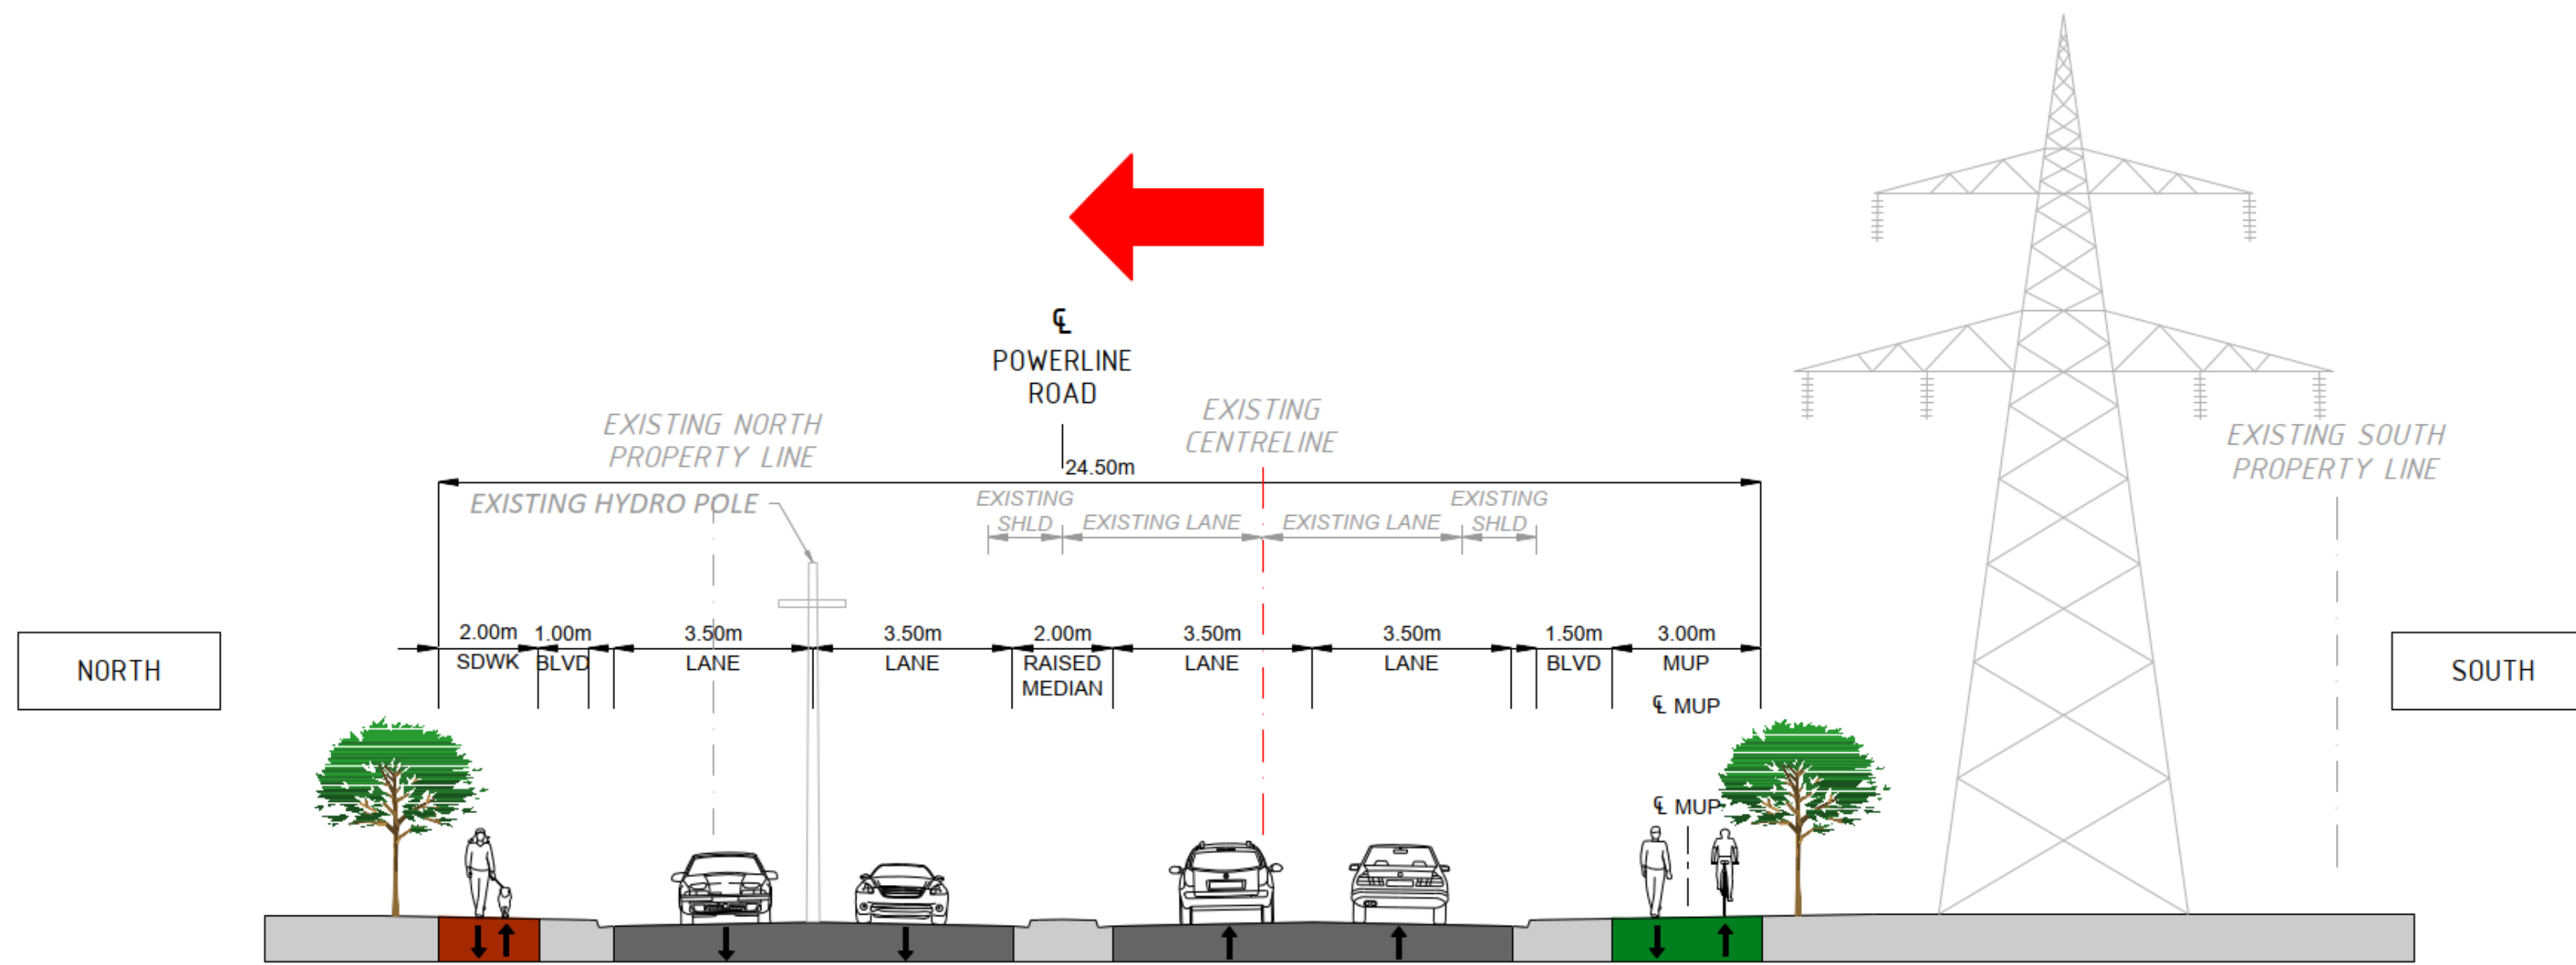 ℄
POWERLINE
ROAD
EXISTING NORTH
PROPERTY LINE
EXISTING
CENTRELINE
EXISTING SOUTH
PROPERTY LINE
24.50m
EXISTING HYDRO POLE
EXISTING
SHLD
EXISTING LANE
EXISTING LANE
EXISTING
SHLD
NORTH
2.00m
SDWK
1.00m
BLVD
3.50m
LANE
3.50m
LANE
2.00m
RAISED
MEDIAN
3.50m
LANE
3.50m
LANE
1.50m
BLVD
3.00m
MUP
℄ MUP
SOUTH
℄ MUP